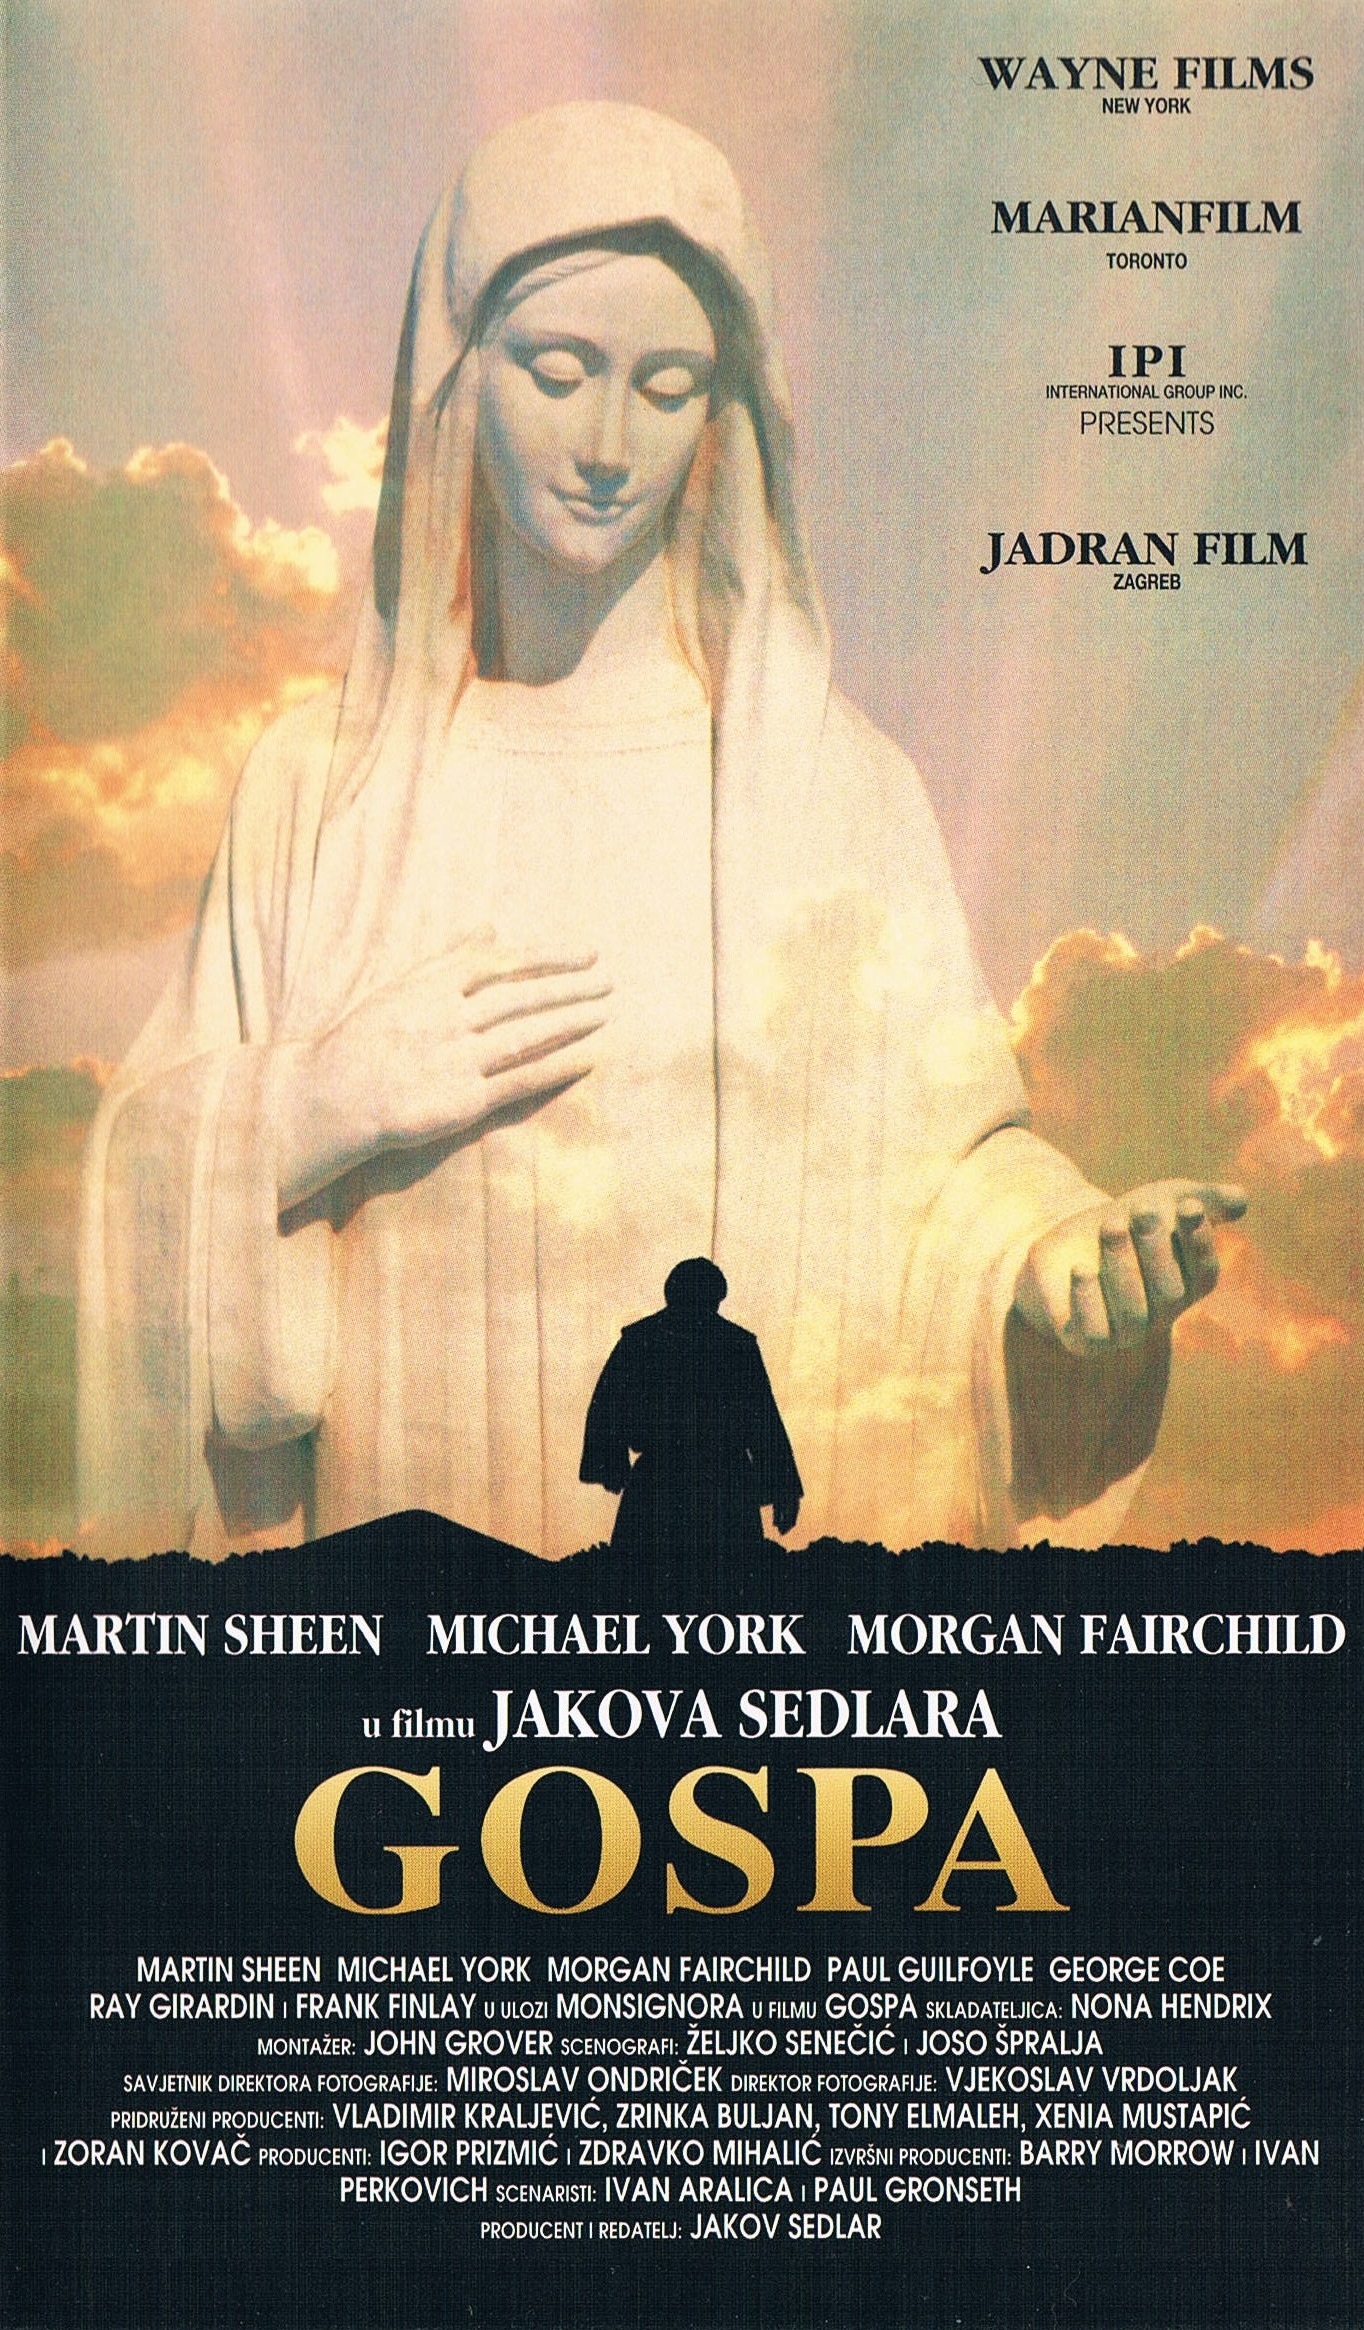 WAYNE FILMS
NEW YORK
MARIANFILM
TORONTO
IPI
INTERNATIONAL GROUP INC.
PRESENTS
JADRAN FILM
ZAGREB
MARTIN SHEEN MICHAEL YORK MORGAN FAIRCHILD
u filmu JAKOVA SEDLARA
GOSPA
MARTIN SHEEN MICHAEL YORK MORGAN FAIRCHILD PAUL GUILFOYLE GEORGE COE
RAY GIRARDIN I FRANK FINLAY U ULOZI MONSIGNORA U FILMU GOSPA SKLADATELJICA: NONA HENDRIX
MONTAŽER: JOHN GROVER SCENOGRAFI: ŽELJKO SENEČIĆ I JOSO ŠPRALJA
SAVJETNIK DIREKTORA FOTOGRAFIJE: MIROSLAV ONDRIČEK DIREKTOR FOTOGRAFIJE: VJEKOSLAV VRDOLJAK
PRIDRUŽENI PRODUCENTI: VLADIMIR KRALJEVIĆ, ZRINKA BULJAN, TONY ELMALEH, XENIA MUSTAPIĆ
I ZORAN KOVAČ PRODUCENTI: IGOR PRIZMIĆ I ZDRAVKO MIHALIĆ IZVRŠNI PRODUCENTI: BARRY MORROW I IVAN
PERKOVICH SCENARISTI: IVAN ARALICA I PAUL GRONSETH
PRODUCENT I REDATELJ: JAKOV SEDLAR